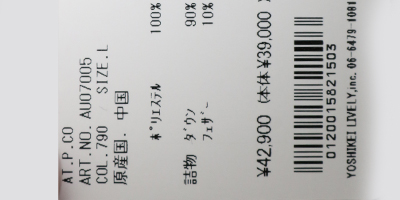 AT.P.CO
ART.NO. AU07005
COL.790 / SIZE.L
原産国. 中国
ﾎﾟﾘｴｽﾃﾙ 100%
詰物 ﾀﾞｳﾝ 90%
ﾌｪｻﾞｰ 10%
¥42,900 (本体¥39,000)
0120015821503
YOSHIKEI LIVELY,inc. 06-6479-1081